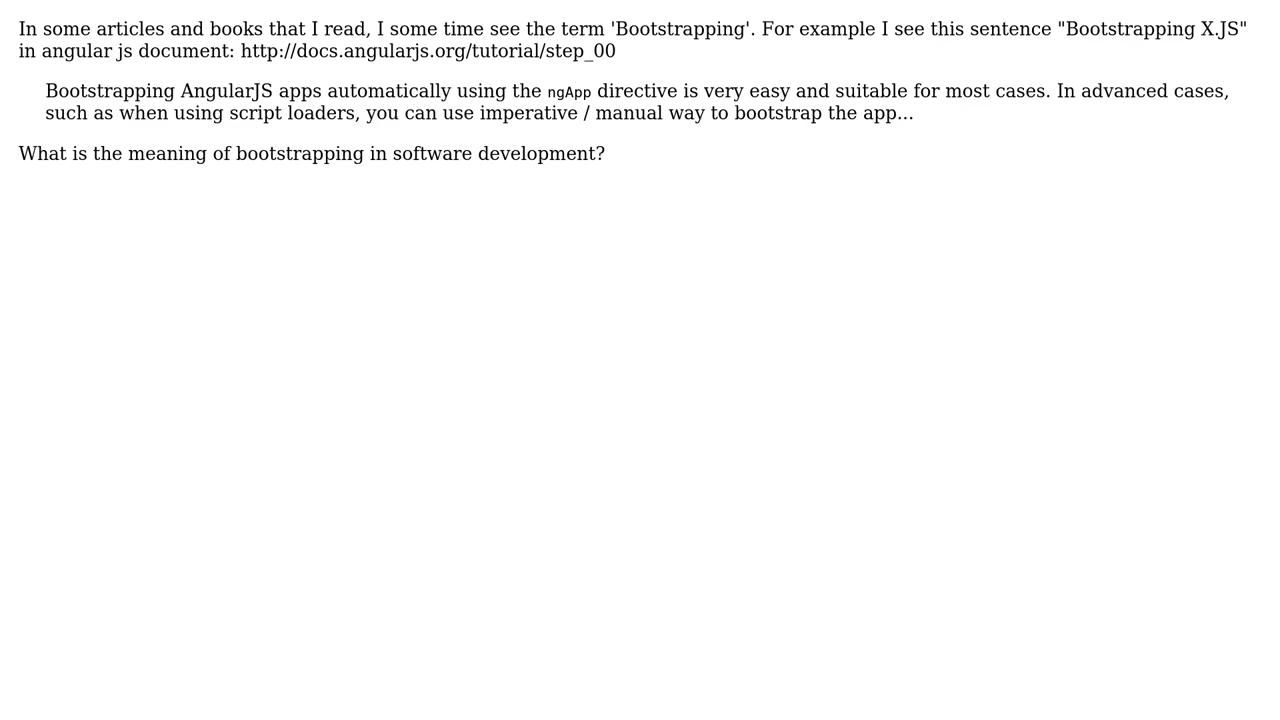 In some articles and books that I read, I some time see the term 'Bootstrapping'. For example I see this sentence "Bootstrapping X.JS"
in angular js document: http://docs.angularjs.org/tutorial/step_00
Bootstrapping AngularJS apps automatically using the ngApp directive is very easy and suitable for most cases. In advanced cases,
such as when using script loaders, you can use imperative / manual way to bootstrap the app...
What is the meaning of bootstrapping in software development?